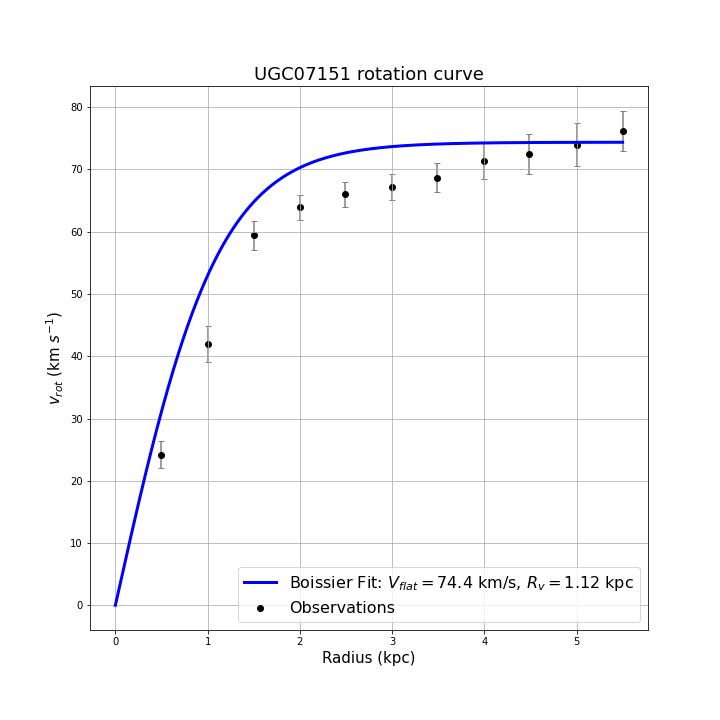 UGC07151 rotation curve
80
70
60
50
40
30
20
10
0
v_rot (km s⁻¹)
Boissier Fit: V_flat = 74.4 km/s, R_v = 1.12 kpc
Observations
0 1 2 3 4 5
Radius (kpc)